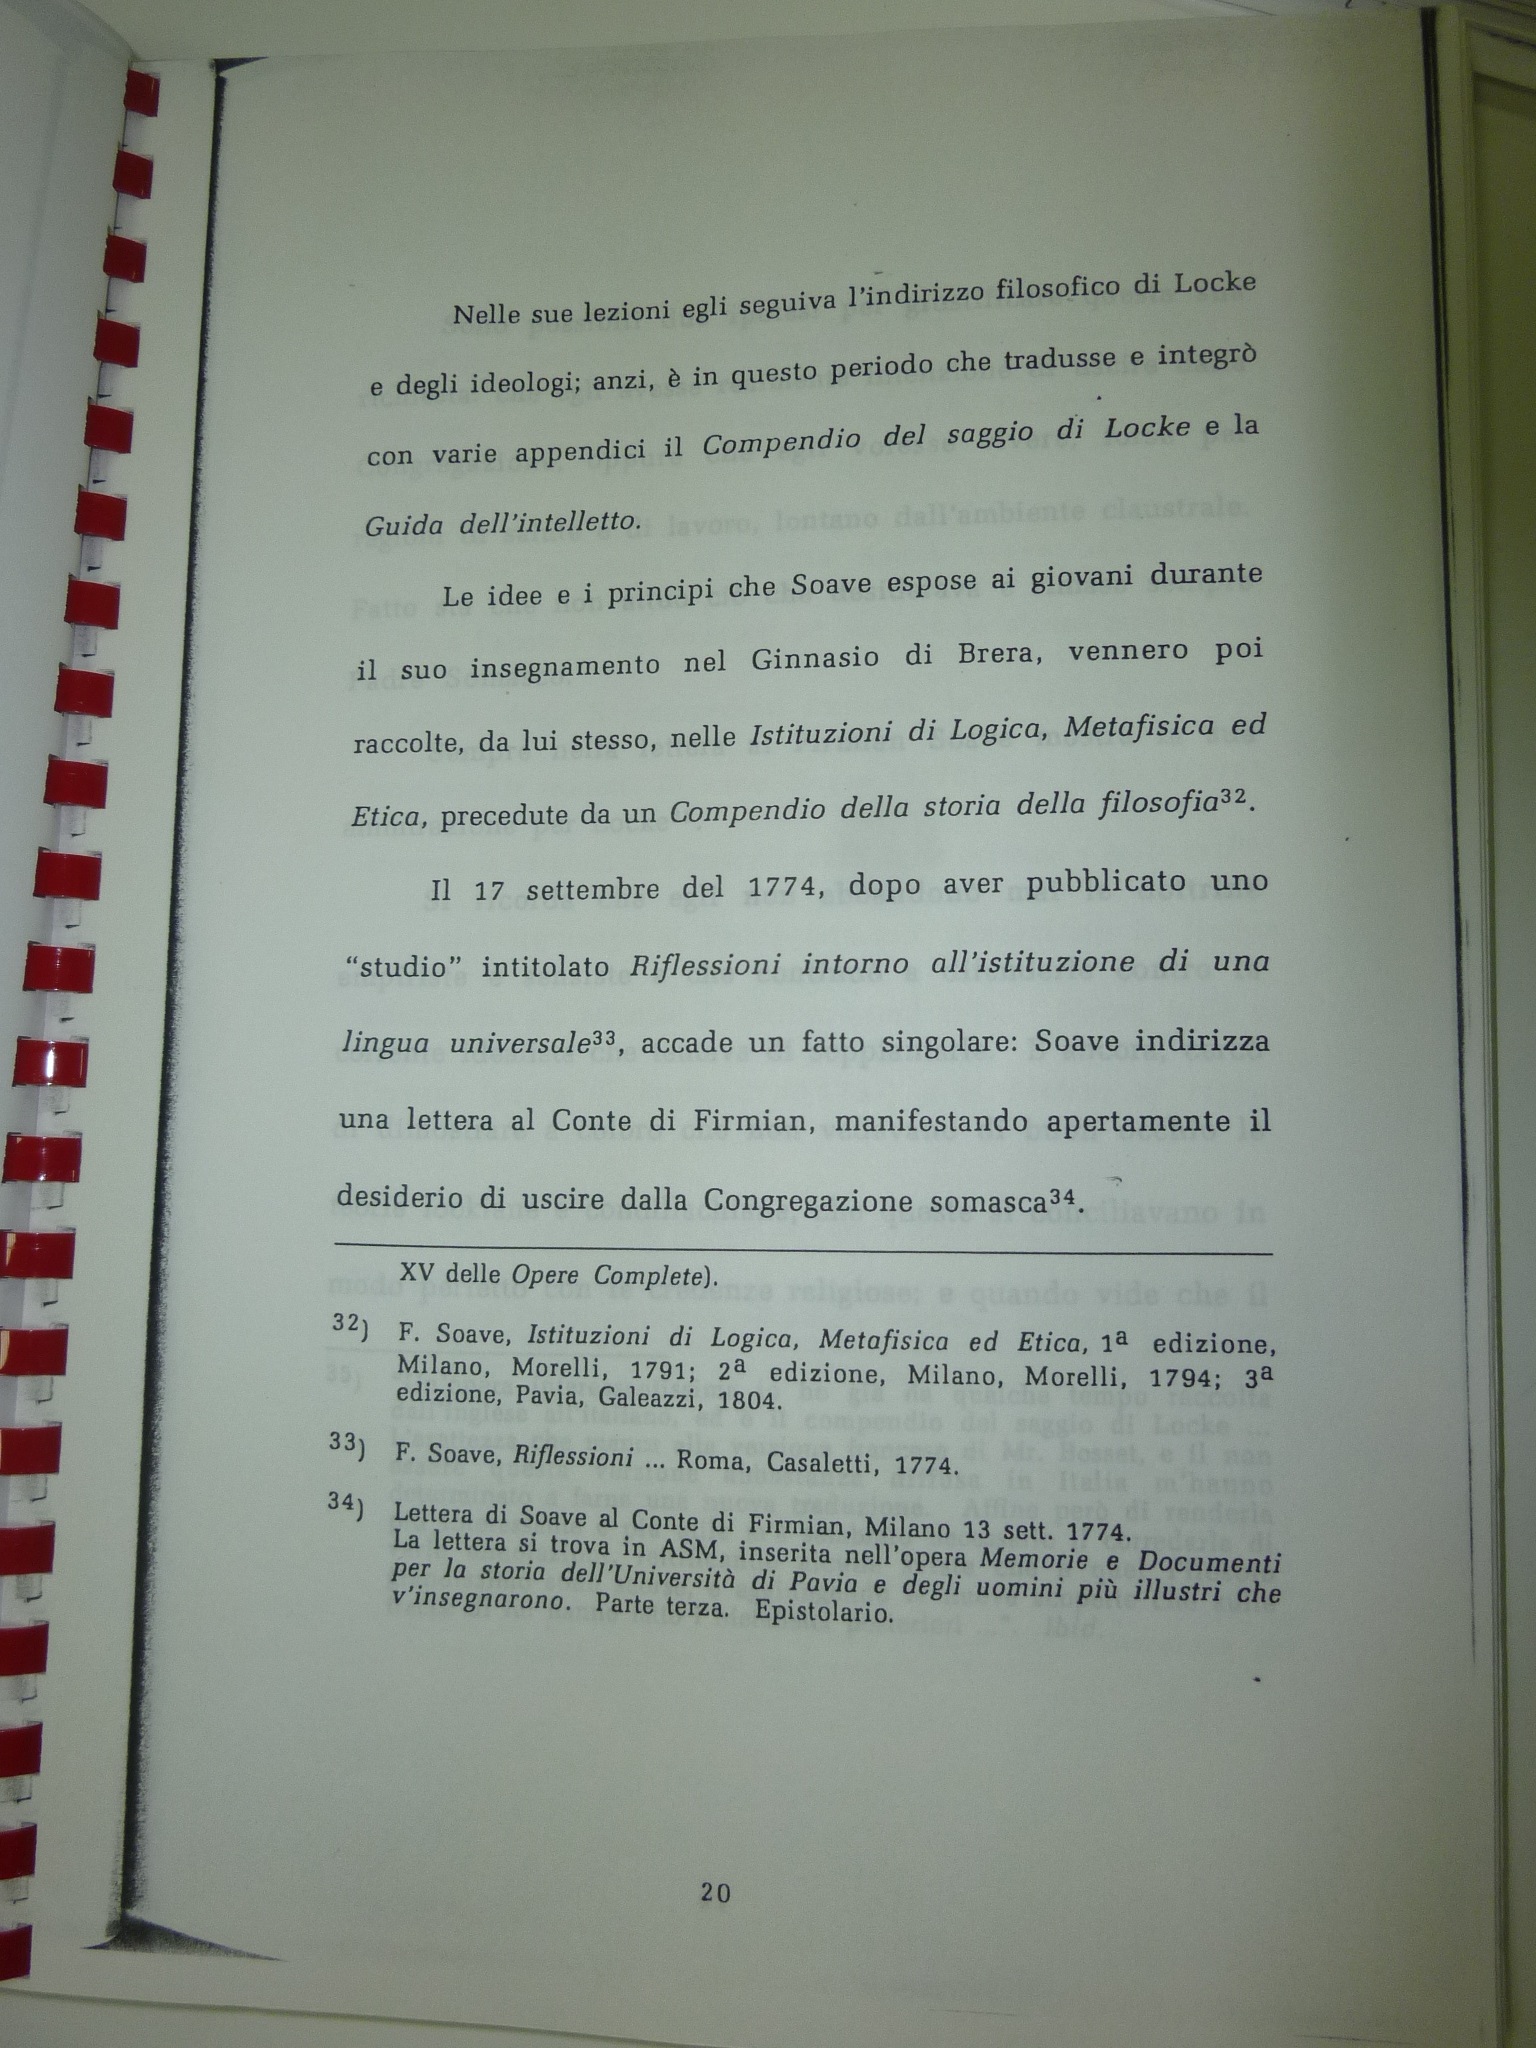 Nelle sue lezioni egli seguiva l'indirizzo filosofico di Locke
e degli ideologi; anzi, è in questo periodo che tradusse e integrò
con varie appendici il Compendio del saggio di Locke e la
Guida dell'intelletto.
Le idee e i principi che Soave espose ai giovani durante
il suo insegnamento nel Ginnasio di Brera, vennero poi
raccolte, da lui stesso, nelle Istituzioni di Logica, Metafisica ed
Etica, precedute da un Compendio della storia della filosofia32.
Il 17 settembre del 1774, dopo aver pubblicato uno
“studio” intitolato Riflessioni intorno all'istituzione di una
lingua universale33, accade un fatto singolare: Soave indirizza
una lettera al Conte di Firmian, manifestando apertamente il
desiderio di uscire dalla Congregazione somasca34.
XV delle Opere Complete).
32) F. Soave, Istituzioni di Logica, Metafisica ed Etica, 1a edizione,
Milano, Morelli, 1791; 2a edizione, Milano, Morelli, 1794; 3a
edizione, Pavia, Galeazzi, 1804.
33) F. Soave, Riflessioni ... Roma, Casaletti, 1774.
34) Lettera di Soave al Conte di Firmian, Milano 13 sett. 1774.
La lettera si trova in ASM, inserita nell'opera Memorie e Documenti
per la storia dell'Università di Pavia e degli uomini più illustri che
v'insegnarono. Parte terza. Epistolario.
20